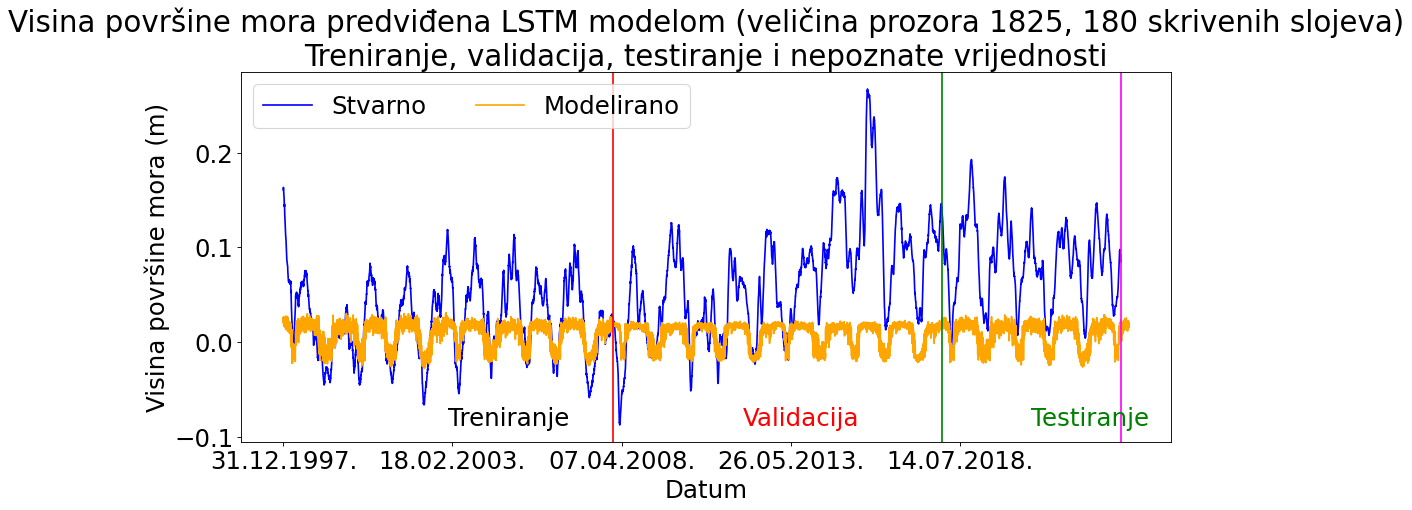 Visina površine mora predviđena LSTM modelom (veličina prozora 1825, 180 skrivenih slojeva)
Treniranje, validacija, testiranje i nepoznate vrijednosti
Stvarno
Modelirano
Visina površine mora (m)
0.2
0.1
0.0
−0.1
Treniranje
Validacija
Testiranje
31.12.1997.
18.02.2003.
07.04.2008.
26.05.2013.
14.07.2018.
Datum